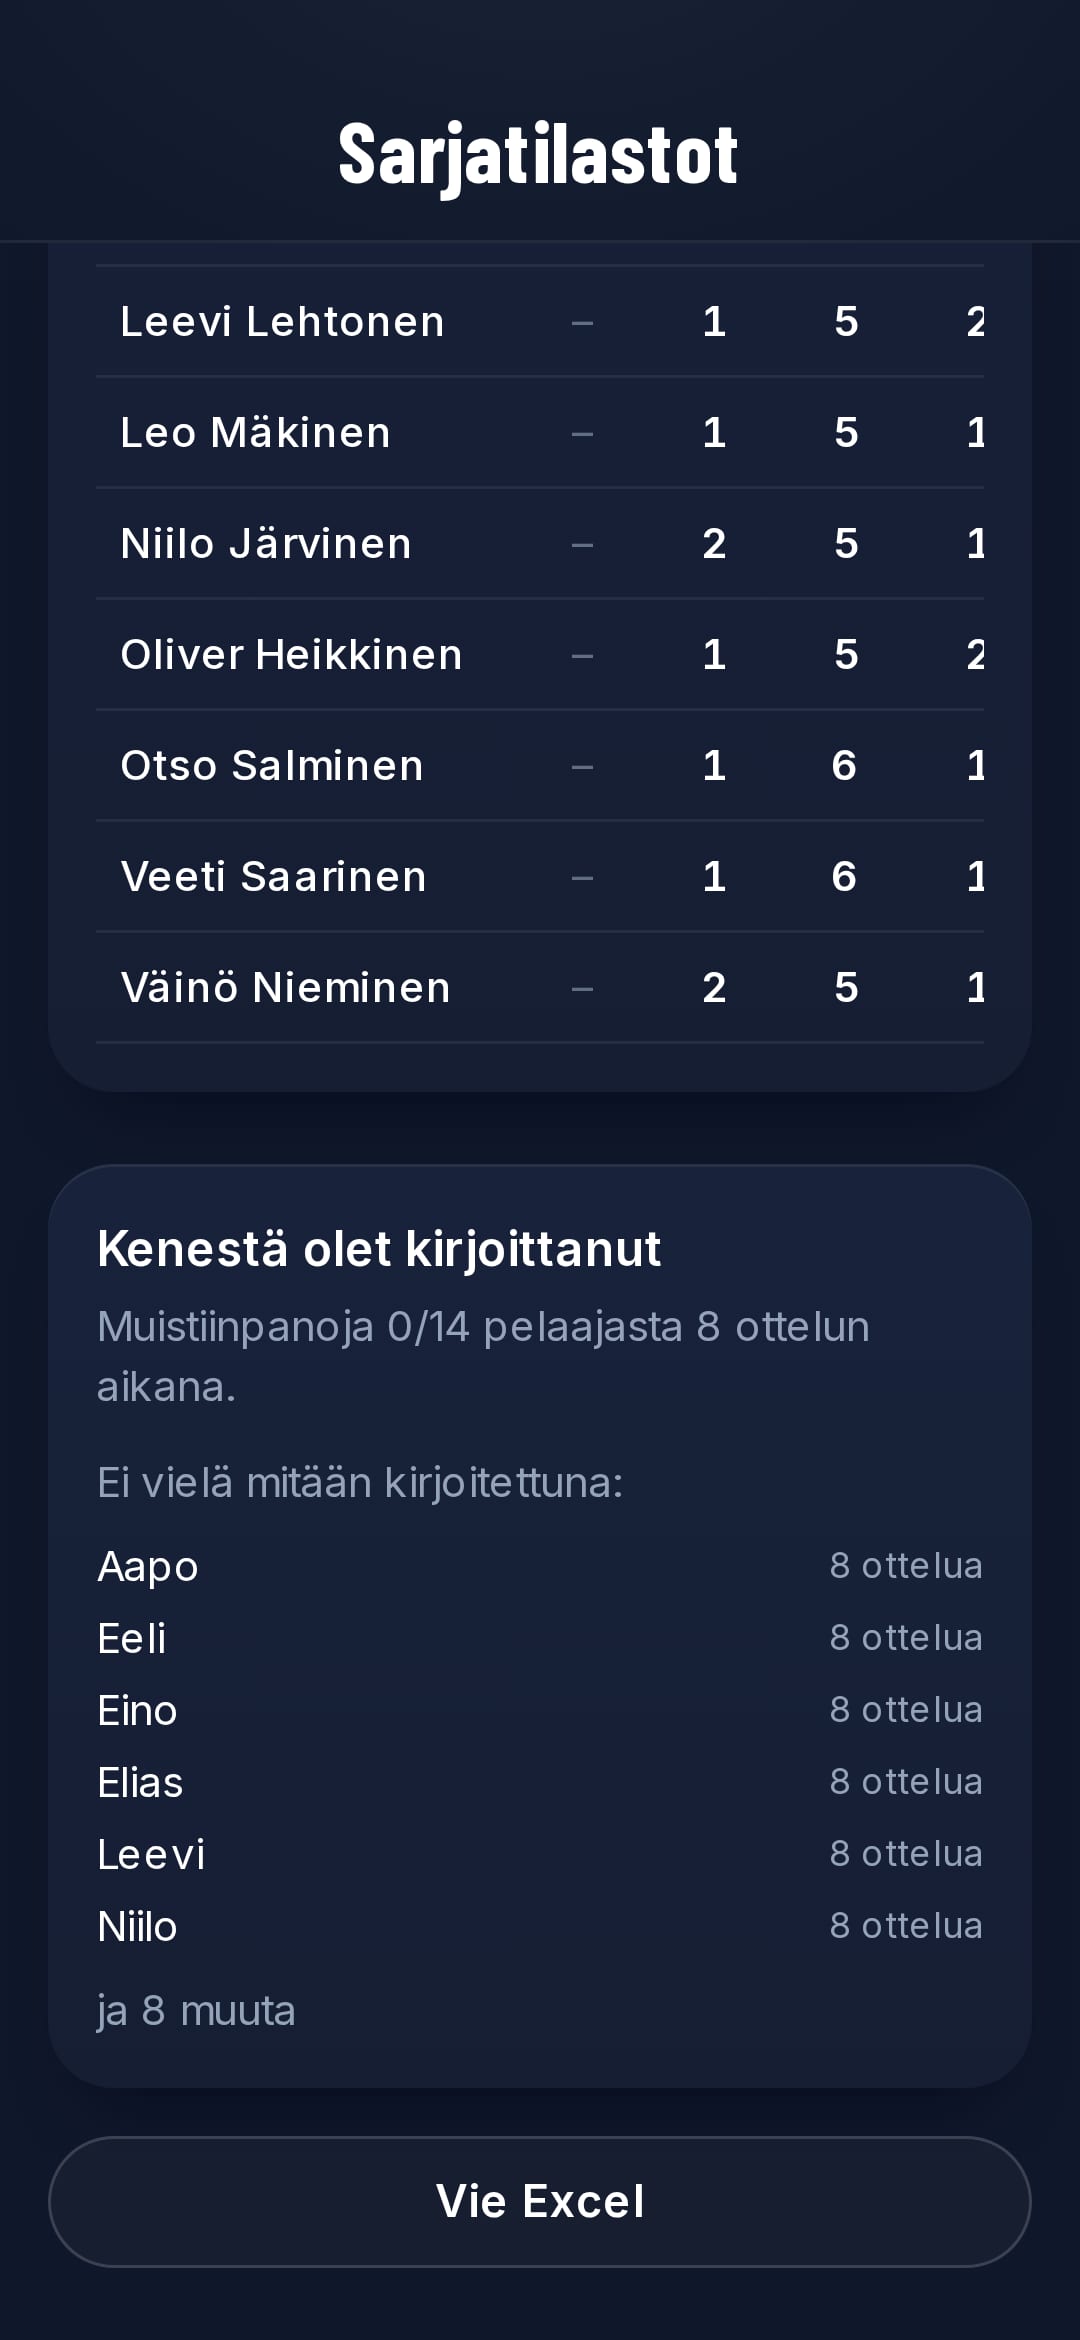 Sarjatilastot
Leevi Lehtonen – 1 5 2
Leo Mäkinen – 1 5 1
Niilo Järvinen – 2 5 1
Oliver Heikkinen – 1 5 2
Otso Salminen – 1 6 1
Veeti Saarinen – 1 6 1
Väinö Nieminen – 2 5 1
Kenestä olet kirjoittanut
Muistiinpanoja 0/14 pelaajasta 8 ottelun
aikana.
Ei vielä mitään kirjoitettuna:
Aapo 8 ottelua
Eeli 8 ottelua
Eino 8 ottelua
Elias 8 ottelua
Leevi 8 ottelua
Niilo 8 ottelua
ja 8 muuta
Vie Excel